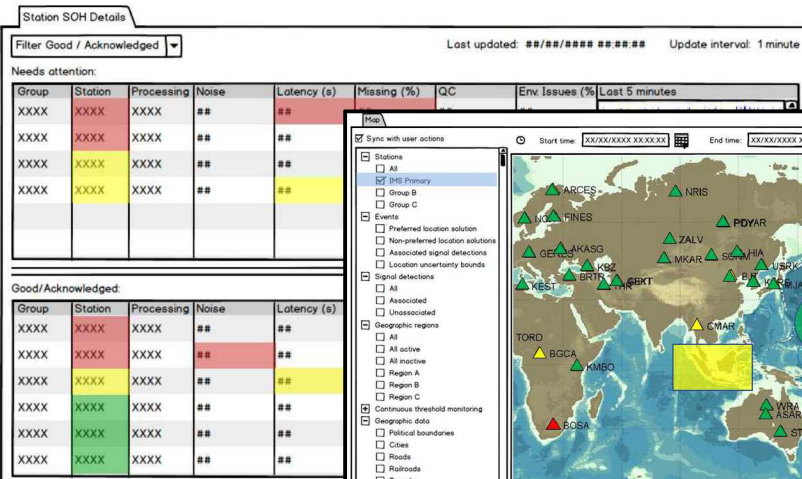 Station SOH Details
Filter Good / Acknowledged
Last updated: ##/##/#### ##:##:##
Update interval: 1 minute
Needs attention:
Group Station Processing Noise Latency (s) Missing (%) QC Env. Issues (% Last 5 minutes
XXXX XXXX XXXX ## ##
XXXX XXXX XXXX ## ##
XXXX XXXX XXXX ## ##
XXXX XXXX XXXX ## ##
Good/Acknowledged:
Group Station Processing Noise Latency (s)
XXXX XXXX XXXX ## ##
XXXX XXXX XXXX ## ##
XXXX XXXX XXXX ## ##
XXXX XXXX XXXX ## ##
XXXX XXXX XXXX ## ##
XXXX XXXX XXXX ## ##
Map
Sync with user actions
Start time: XX/XX/XXXX XX:XX:XX
End time: XX/XX/XXXX X
Stations
All
IMS Primary
Group B
Group C
Events
Preferred location solution
Non-preferred location solutions
Associated signal detections
Location uncertainty bounds
Signal detections
All
Associated
Unassociated
Geographic regions
All
All active
All inactive
Region A
Region B
Region C
Continuous threshold monitoring
Geographic data
Political boundaries
Cities
Roads
Railroads
ARCES
NRIS
FINES
PDYAR
ZALV
AKASG
GERES
MKAR
HIA
USRK
KBZ
BRTR
KEST
CMAR
TORD
BGCA
KMBO
BOSA
WRA
ASAR
ST